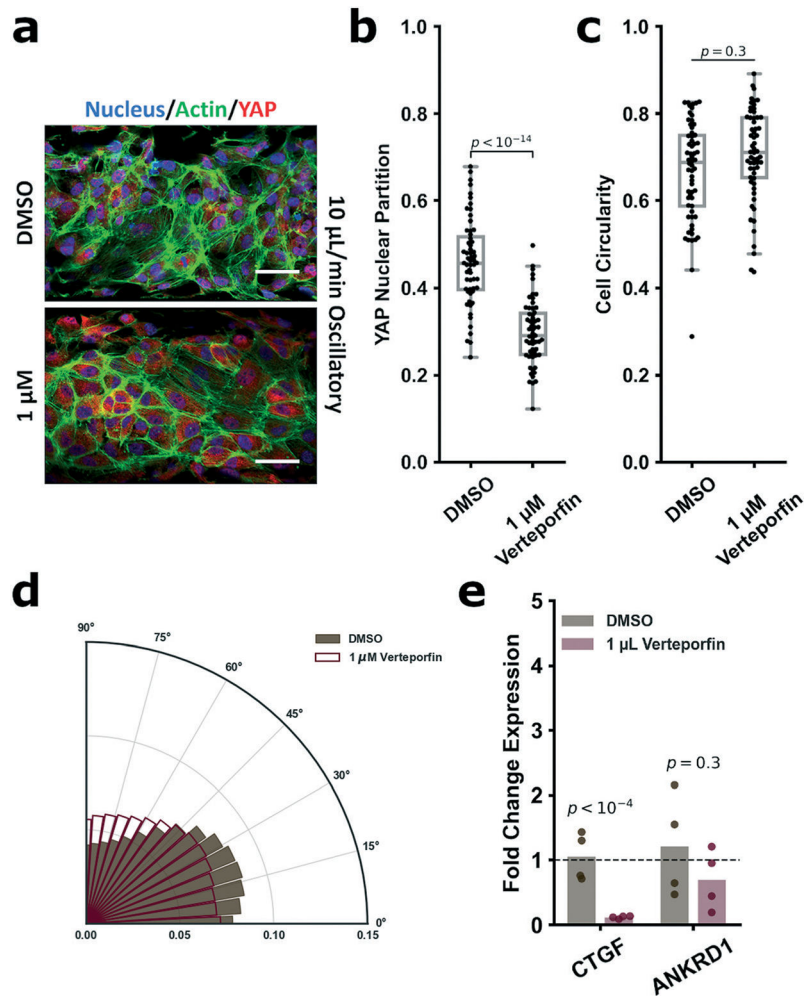 a
Nucleus/Actin/YAP
DMSO
1 μM
10 μL/min Oscillatory
b
YAP Nuclear Partition
1.0
0.8
0.6
0.4
0.2
0.0
p < 10⁻¹⁴
DMSO
1 μM
Verteporfin
c
Cell Circularity
1.0
0.8
0.6
0.4
0.2
0.0
p = 0.3
DMSO
1 μM
Verteporfin
d
90°
75°
60°
45°
30°
15°
0°
0.00
0.05
0.10
0.15
DMSO
1 μM Verteporfin
e
Fold Change Expression
5
4
3
2
1
0
DMSO
1 μL Verteporfin
p < 10⁻⁴
p = 0.3
CTGF
ANKRD1